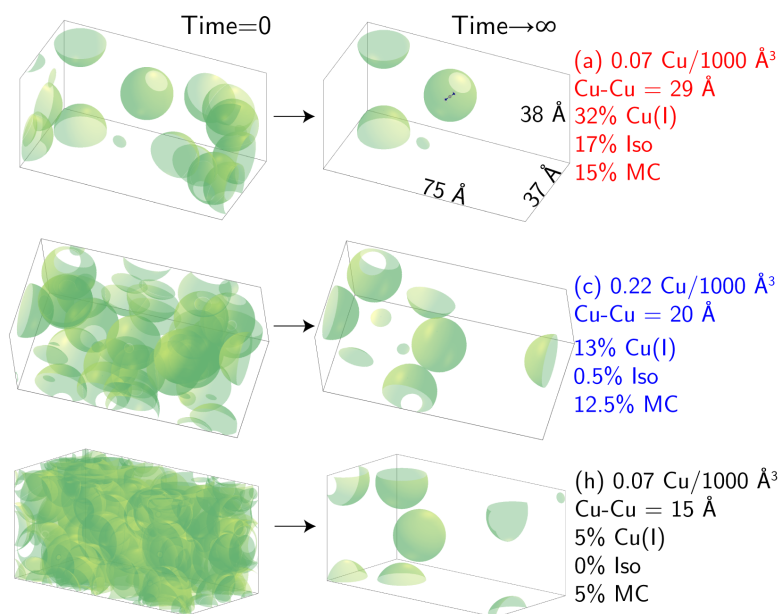 Time=0
Time→∞
(a) 0.07 Cu/1000 Å³
Cu-Cu = 29 Å
32% Cu(I)
17% Iso
15% MC
38 Å
37 Å
75 Å
(c) 0.22 Cu/1000 Å³
Cu-Cu = 20 Å
13% Cu(I)
0.5% Iso
12.5% MC
(h) 0.07 Cu/1000 Å³
Cu-Cu = 15 Å
5% Cu(I)
0% Iso
5% MC